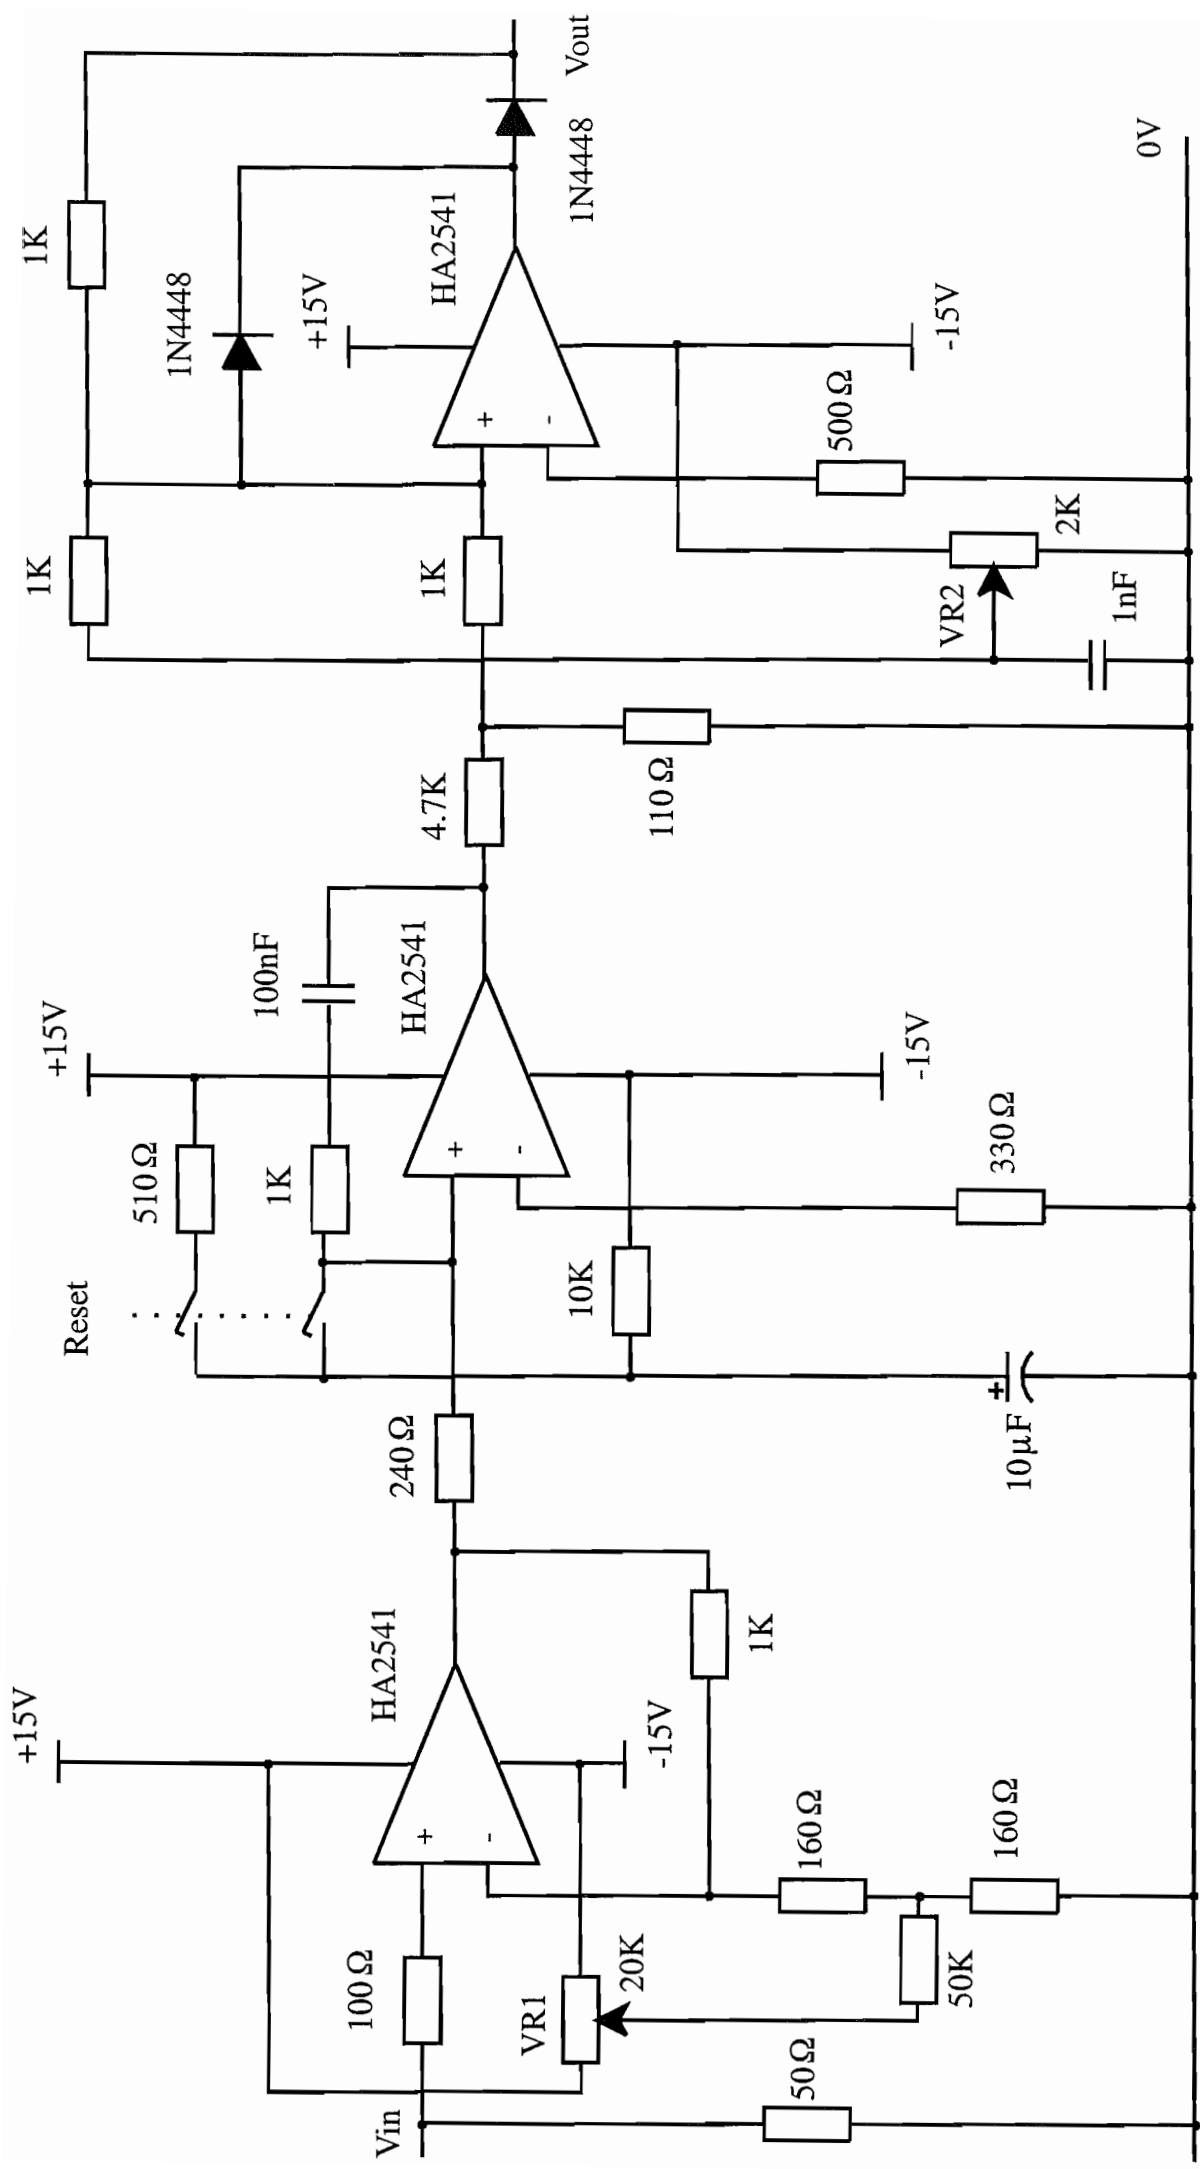 Vin
50Ω
100Ω
VR1
20K
50K
160Ω
160Ω
+15V
HA2541
+
-
-15V
1K
240Ω
Reset
510Ω
1K
100nF
+15V
HA2541
+
-
-15V
10K
330Ω
+
10µF
4.7K
110Ω
1K
1K
1K
1N4448
+15V
HA2541
+
-
-15V
500Ω
VR2
2K
1nF
1N4448
Vout
0V